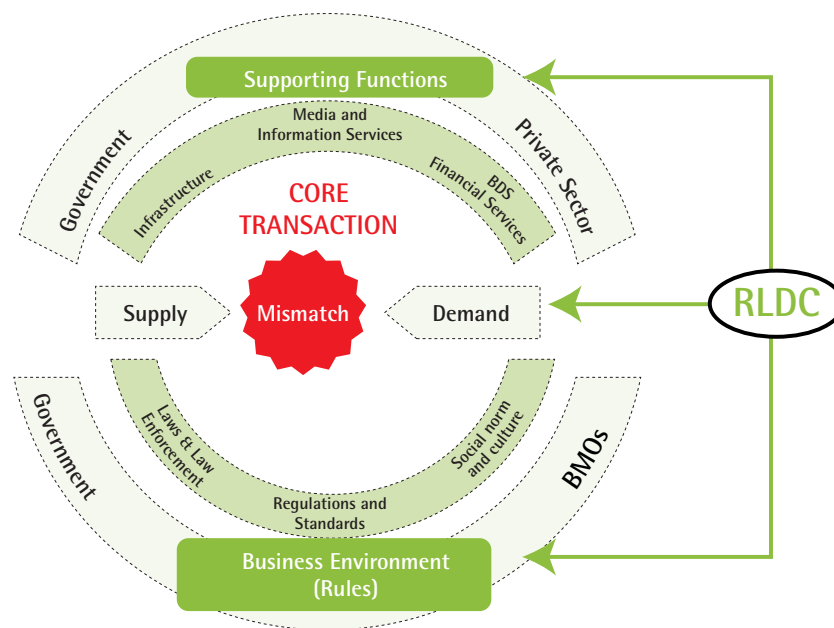 Supporting Functions
Government
Private Sector
Media and
Information Services
Infrastructure
BDS
Financial Services
CORE
TRANSACTION
Supply
Mismatch
Demand
RLDC
Government
Laws & Law
Enforcement
Social norm
and culture
BMOs
Regulations and
Standards
Business Environment
(Rules)